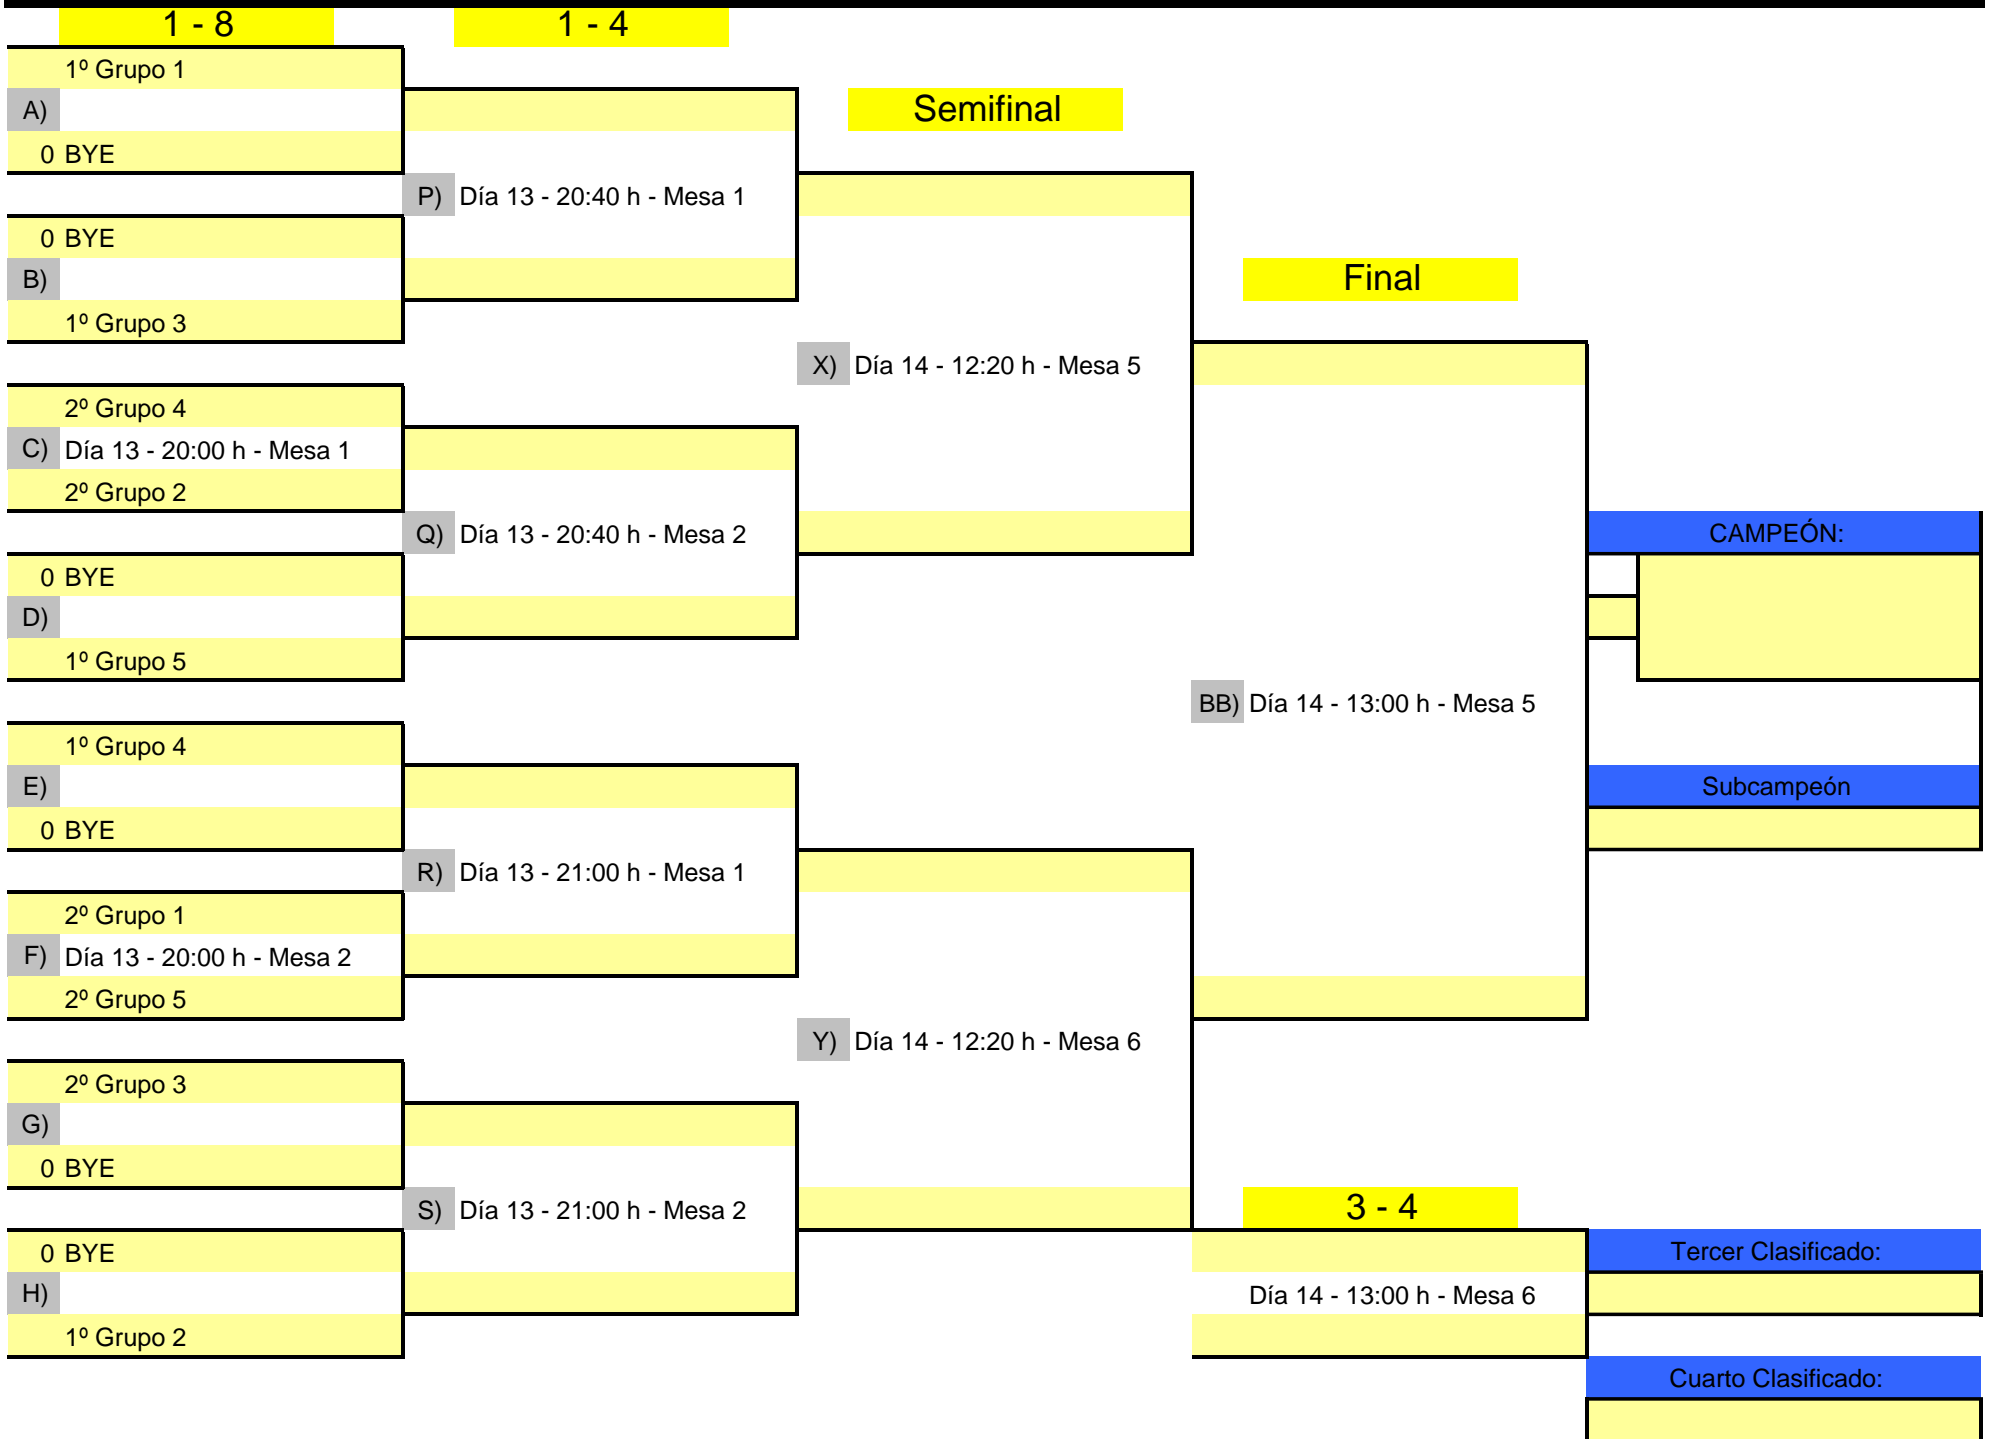 1 - 8
1 - 4
1º Grupo 1
A)
0 BYE
0 BYE
B)
1º Grupo 3
2º Grupo 4
C) Día 13 - 20:00 h - Mesa 1
2º Grupo 2
0 BYE
D)
1º Grupo 5
1º Grupo 4
E)
0 BYE
2º Grupo 1
F) Día 13 - 20:00 h - Mesa 2
2º Grupo 5
2º Grupo 3
G)
0 BYE
0 BYE
H)
1º Grupo 2
P) Día 13 - 20:40 h - Mesa 1
Q) Día 13 - 20:40 h - Mesa 2
R) Día 13 - 21:00 h - Mesa 1
S) Día 13 - 21:00 h - Mesa 2
Semifinal
X) Día 14 - 12:20 h - Mesa 5
Y) Día 14 - 12:20 h - Mesa 6
Final
BB) Día 14 - 13:00 h - Mesa 5
3 - 4
Día 14 - 13:00 h - Mesa 6
CAMPEÓN:
Subcampeón
Tercer Clasificado:
Cuarto Clasificado: